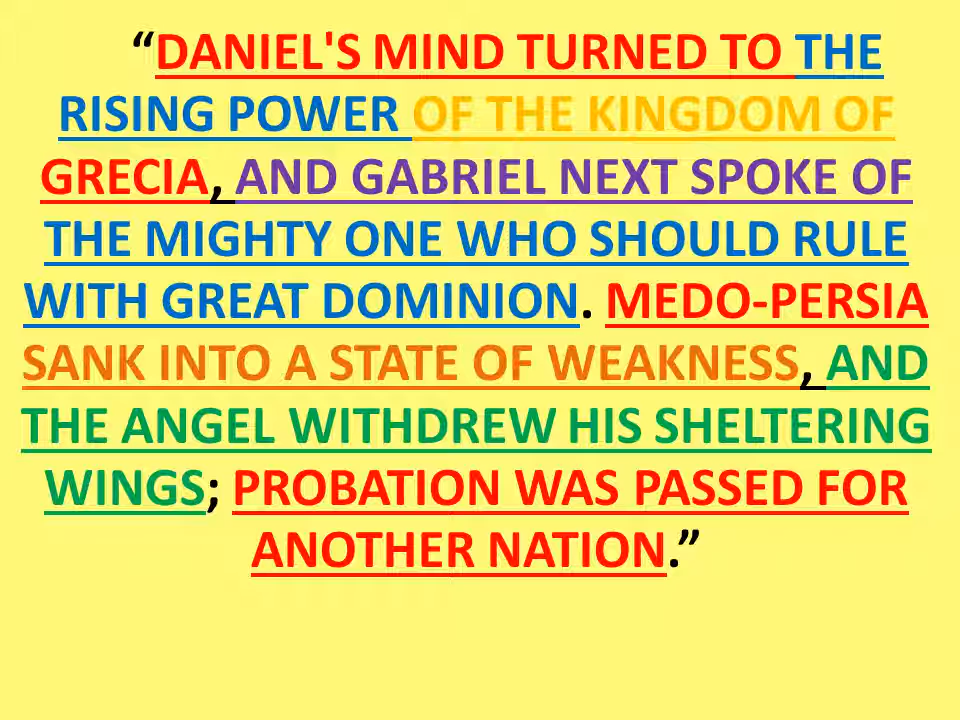 “DANIEL'S MIND TURNED TO THE
RISING POWER OF THE KINGDOM OF
GRECIA, AND GABRIEL NEXT SPOKE OF
THE MIGHTY ONE WHO SHOULD RULE
WITH GREAT DOMINION. MEDO-PERSIA
SANK INTO A STATE OF WEAKNESS, AND
THE ANGEL WITHDREW HIS SHELTERING
WINGS; PROBATION WAS PASSED FOR
ANOTHER NATION.”